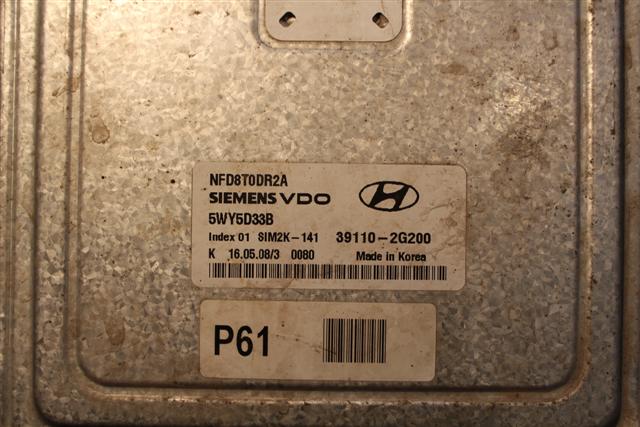 NFD8T0DR2A
SIEMENS VDO
5WY5D33B
Index 01 SIM2K-141 39110-2G200
K 16.05.08/3 0080 Made in Korea
P61